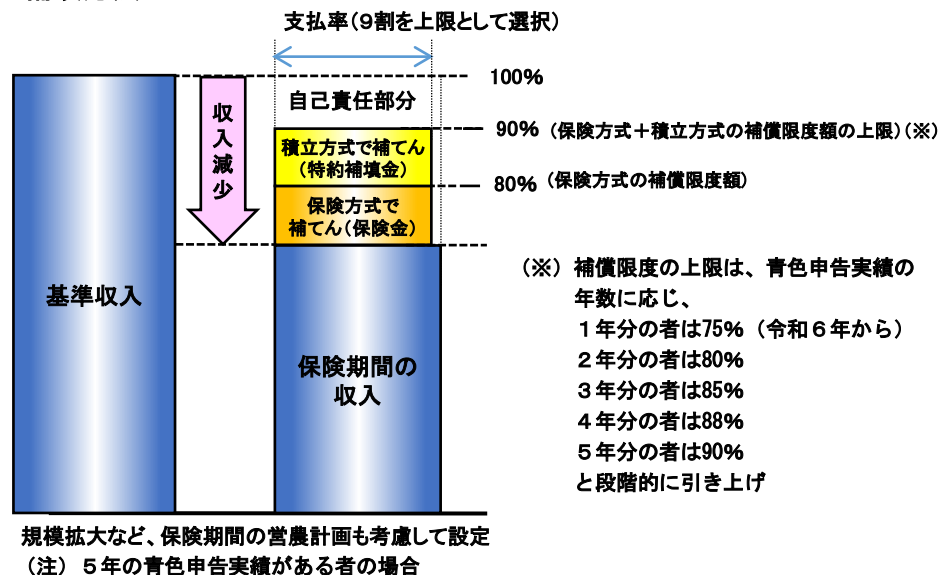 支払率(9割を上限として選択)
100%
収入減少
自己責任部分
90% (保険方式+積立方式の補償限度額の上限)(※)
積立方式で補てん
(特約補填金)
80% (保険方式の補償限度額)
保険方式で
補てん(保険金)
基準収入
保険期間の
収入
(※) 補償限度の上限は、青色申告実績の
年数に応じ、
1年分の者は75%(令和6年から)
2年分の者は80%
3年分の者は85%
4年分の者は88%
5年分の者は90%
と段階的に引き上げ
規模拡大など、保険期間の営農計画も考慮して設定
(注) 5年の青色申告実績がある者の場合